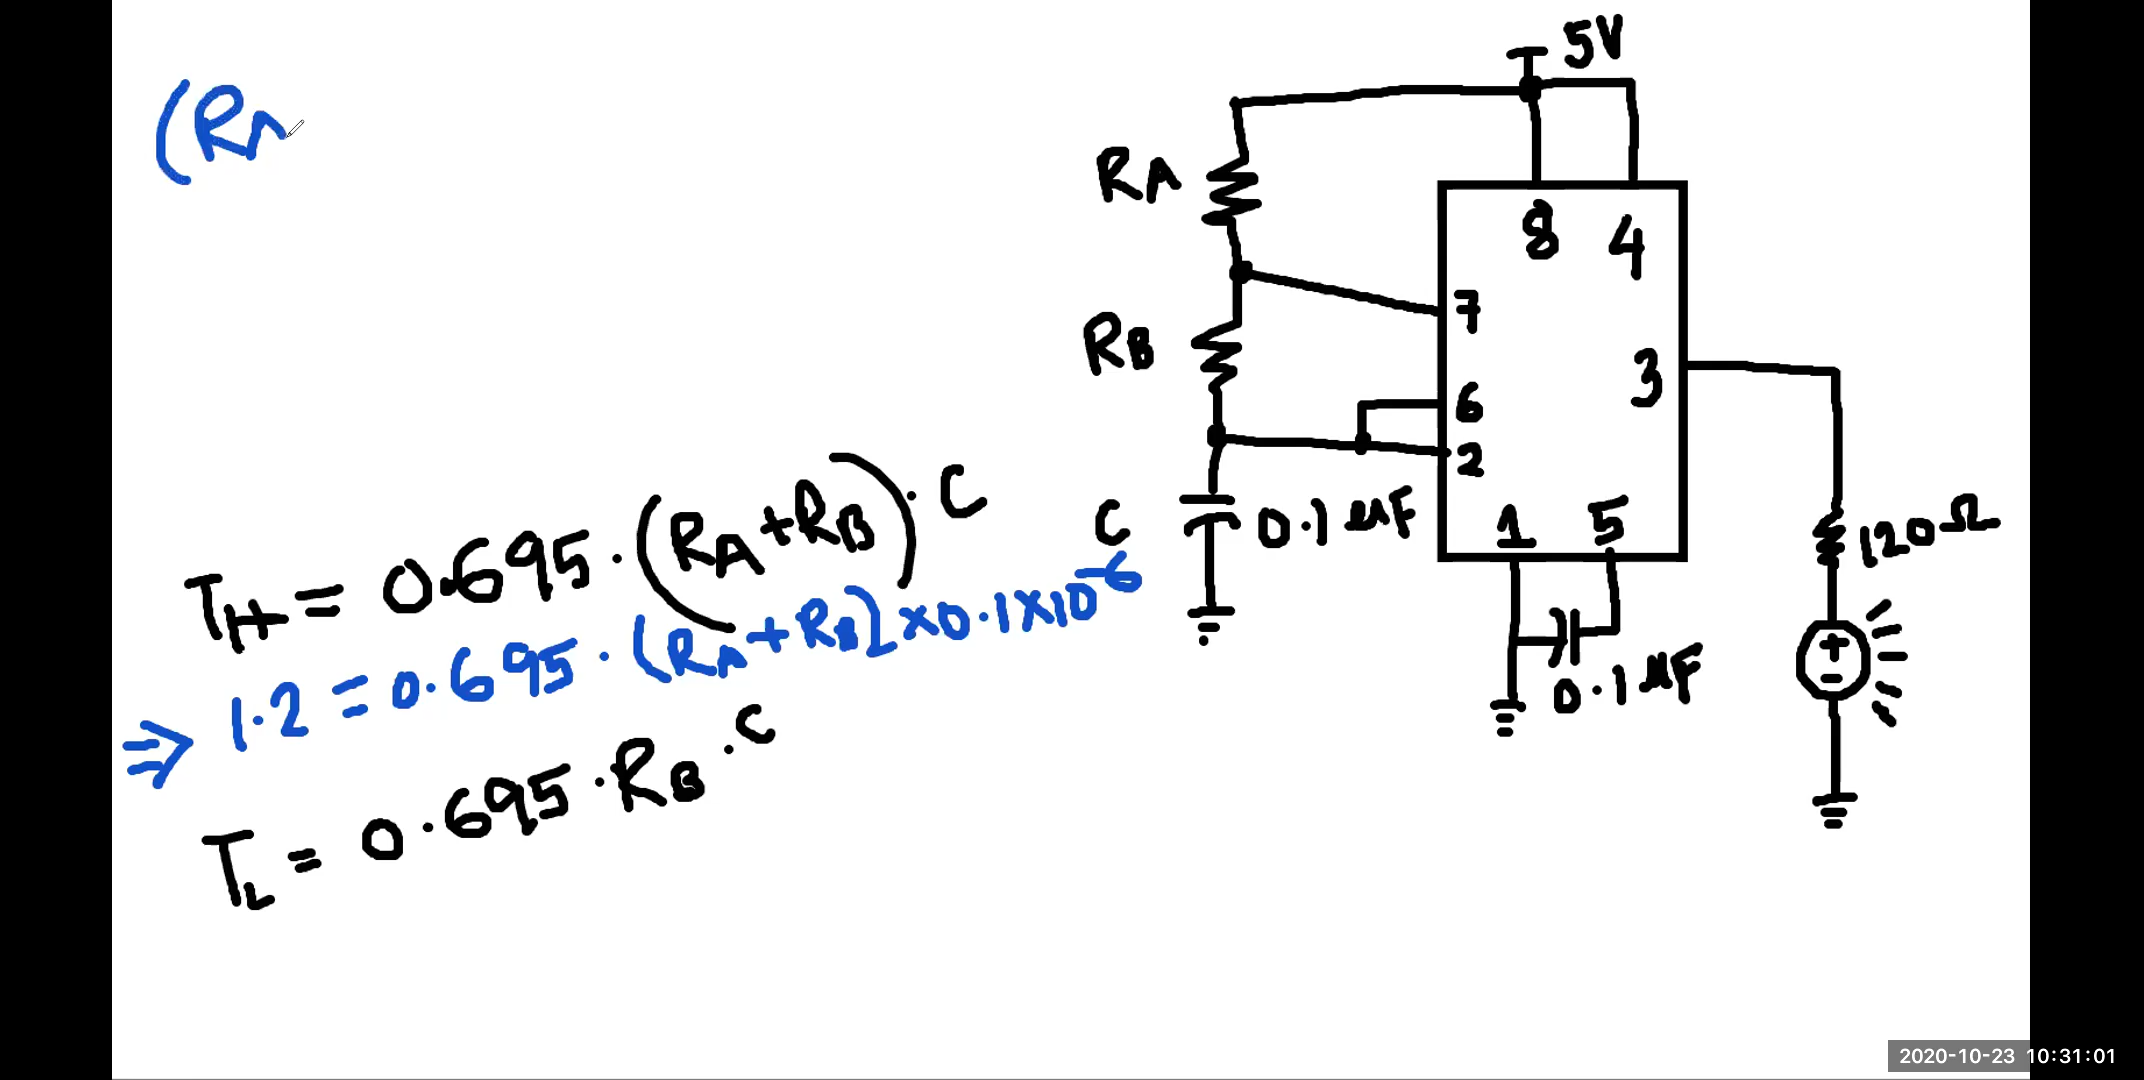 (RA
5V
RA
8 4
7
RB
3
6
2
C 0.1 μF
1 5
120 Ω
0.1 μF
TH = 0.695 · (RA + RB) · C
⇒ 1.2 = 0.695 · (RA + RB) × 0.1 × 10^-6
TL = 0.695 · RB · C
2020-10-23 10:31:01